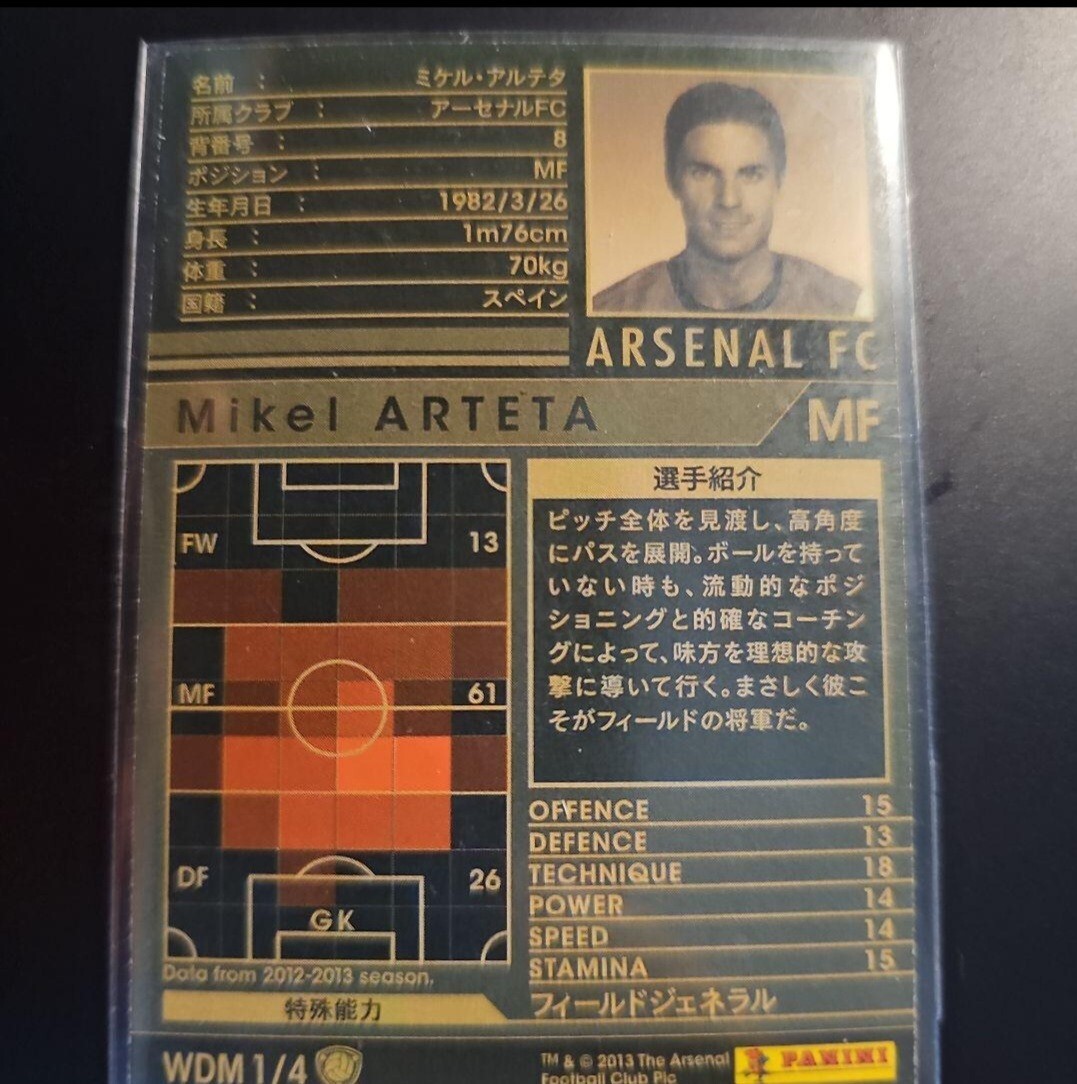 名前 : ミケル・アルテタ
所属クラブ : アーセナルFC
背番号 : 8
ポジション : MF
生年月日 : 1982/3/26
身長 : 1m76cm
体重 : 70kg
国籍 : スペイン
ARSENAL FC
Mikel ARTETA
MF
FW 13
MF 61
DF 26
GK
Data from 2012-2013 season.
選手紹介
ピッチ全体を見渡し、高角度
にパスを展開。ボールを持って
いない時も、流動的なポジ
ショニングと的確なコーチン
グによって、味方を理想的な攻
撃に導いて行く。まさしく彼こ
そがフィールドの将軍だ。
OFFENCE 15
DEFENCE 13
TECHNIQUE 18
POWER 14
SPEED 14
STAMINA 15
特殊能力
フィールドジェネラル
WDM 1/4
TM & © 2013 The Arsenal
Football Club Plc
PANINI